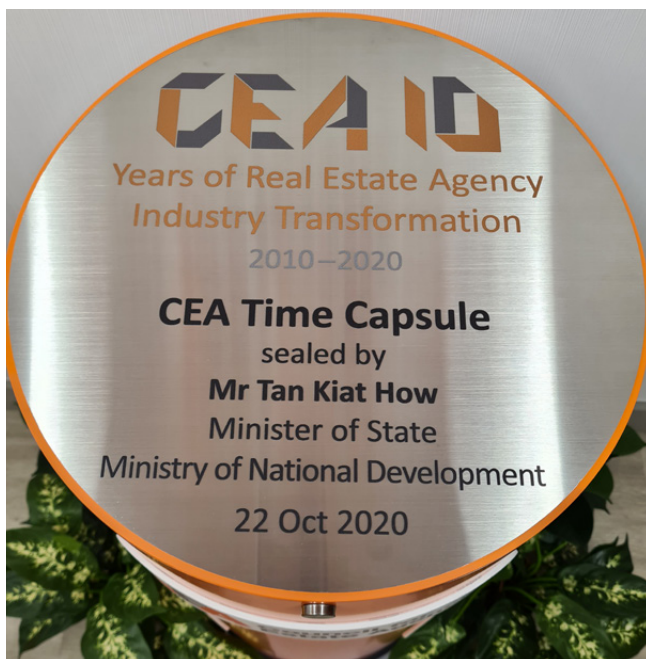 CEA 10
Years of Real Estate Agency
Industry Transformation
2010–2020
CEA Time Capsule
sealed by
Mr Tan Kiat How
Minister of State
Ministry of National Development
22 Oct 2020